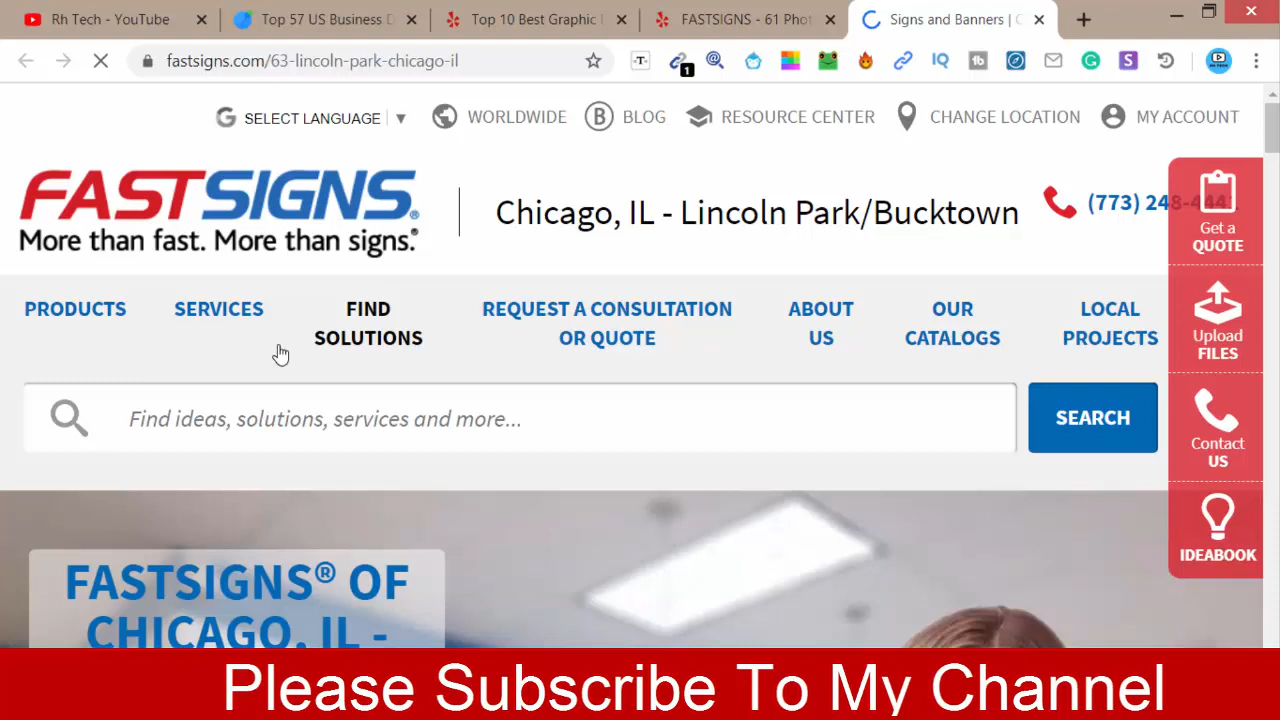 Rh Tech - YouTube
Top 57 US Business D
Top 10 Best Graphic
FASTSIGNS - 61 Phot
Signs and Banners |
fastsigns.com/63-lincoln-park-chicago-il
-T-
1
IQ
S
SELECT LANGUAGE
WORLDWIDE
B BLOG
RESOURCE CENTER
CHANGE LOCATION
MY ACCOUNT
FASTSIGNS®
More than fast. More than signs.®
Chicago, IL - Lincoln Park/Bucktown
(773) 248-444
Get a
QUOTE
Upload
FILES
Contact
US
IDEABOOK
PRODUCTS
SERVICES
FIND
SOLUTIONS
REQUEST A CONSULTATION
OR QUOTE
ABOUT
US
OUR
CATALOGS
LOCAL
PROJECTS
Find ideas, solutions, services and more...
SEARCH
FASTSIGNS® OF
CHICAGO, IL -
Please Subscribe To My Channel